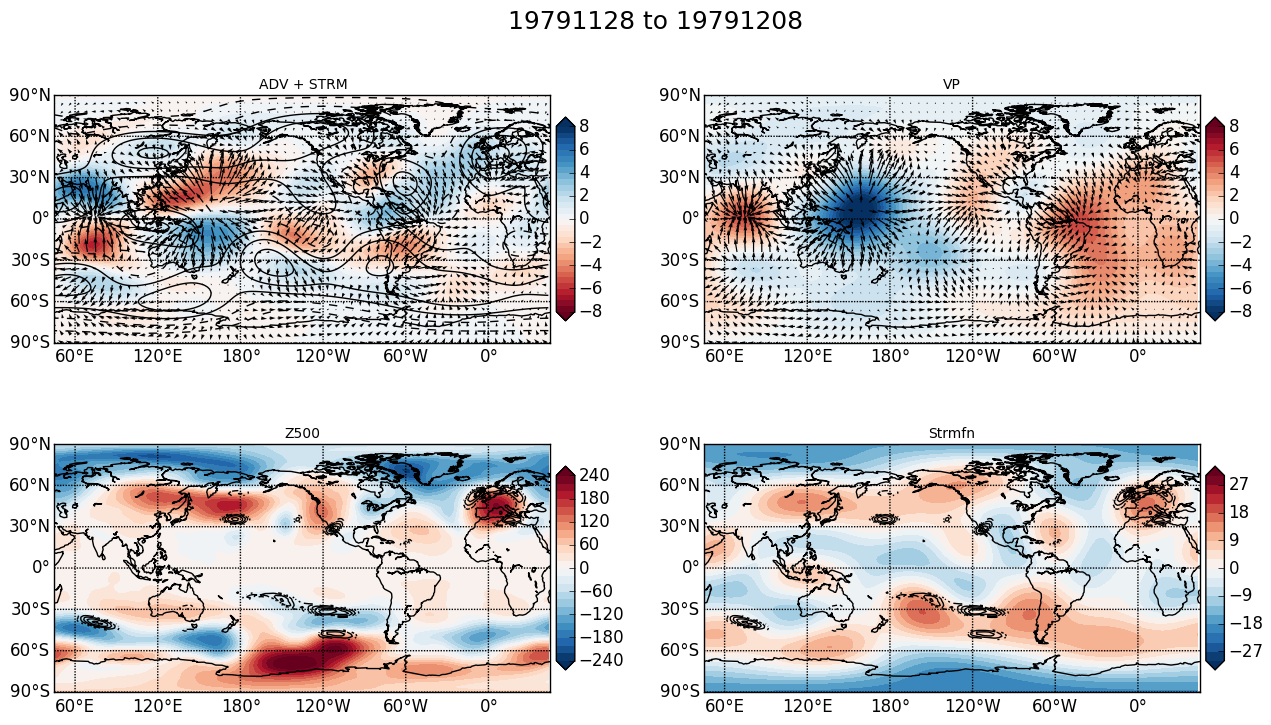 19791128 to 19791208
ADV + STRM
90°N
60°N
30°N
0°
30°S
60°S
90°S
60°E 120°E 180° 120°W 60°W 0°
8
6
4
2
0
−2
−4
−6
−8
VP
90°N
60°N
30°N
0°
30°S
60°S
90°S
60°E 120°E 180° 120°W 60°W 0°
8
6
4
2
0
−2
−4
−6
−8
Z500
90°N
60°N
30°N
0°
30°S
60°S
90°S
60°E 120°E 180° 120°W 60°W 0°
240
180
120
60
0
−60
−120
−180
−240
Strmfn
90°N
60°N
30°N
0°
30°S
60°S
90°S
60°E 120°E 180° 120°W 60°W 0°
27
18
9
0
−9
−18
−27